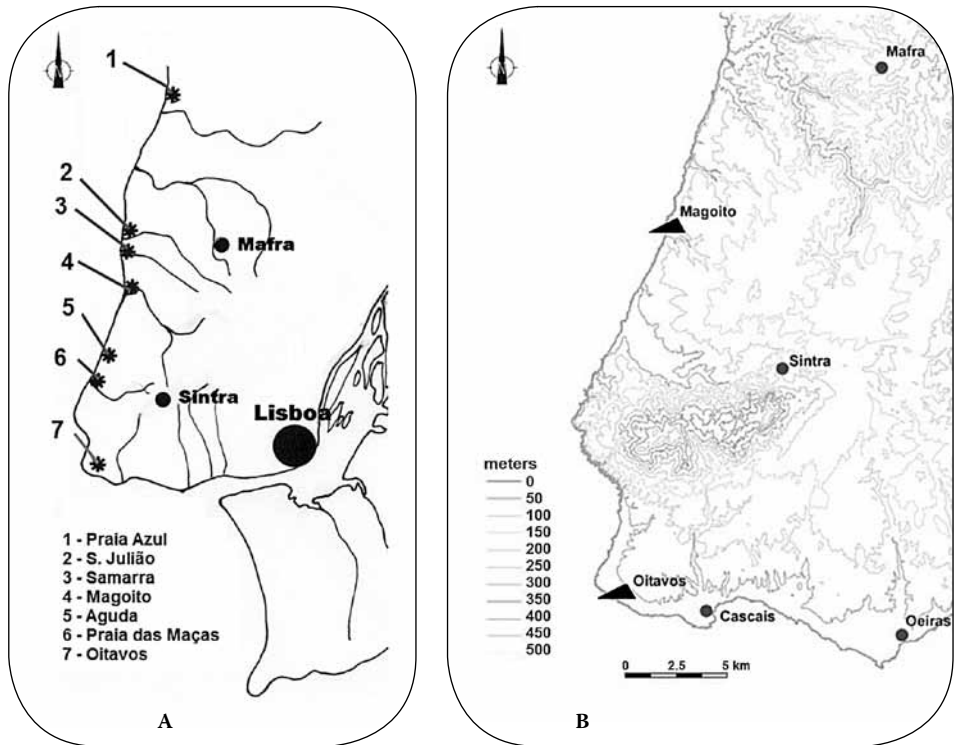 1
2
3
4
5
6
7
Mafra
Sintra
Lisboa
1 - Praia Azul
2 - S. Julião
3 - Samarra
4 - Magoito
5 - Aguda
6 - Praia das Maças
7 - Oitavos
A
Mafra
Magoito
Sintra
meters
0
50
100
150
200
250
300
350
400
450
500
Oitavos
Cascais
Oeiras
0 2.5 5 km
B